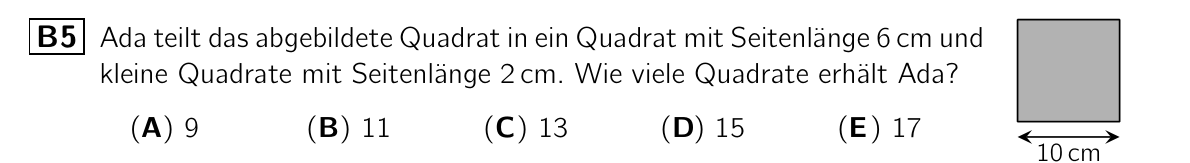 B5 Ada teilt das abgebildete Quadrat in ein Quadrat mit Seitenlänge 6 cm und
kleine Quadrate mit Seitenlänge 2 cm. Wie viele Quadrate erhält Ada?
(A) 9 (B) 11 (C) 13 (D) 15 (E) 17
10 cm